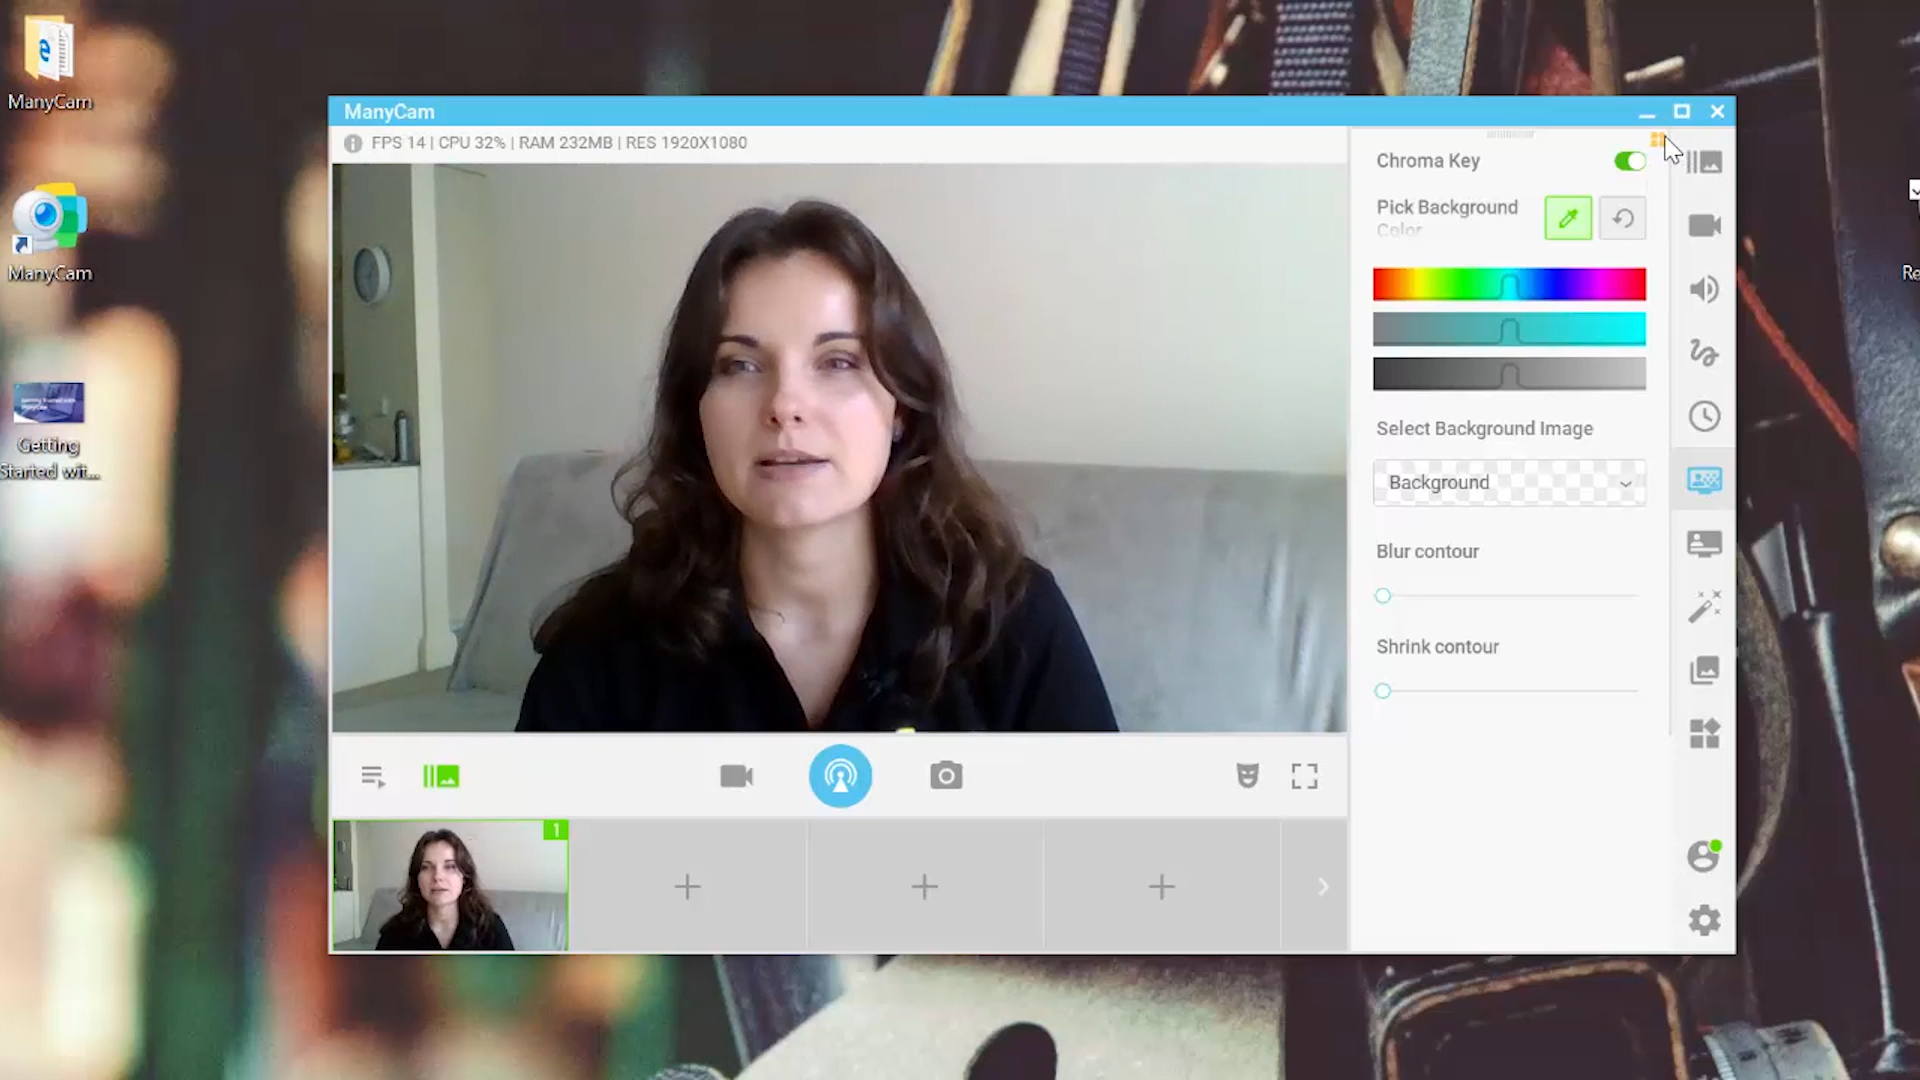 ManyCam
ManyCam
Getting
Started wit...
ManyCam
FPS 14 | CPU 32% | RAM 232MB | RES 1920X1080
Chroma Key
Pick Background
Color
Select Background Image
Background
Blur contour
Shrink contour
1
Re